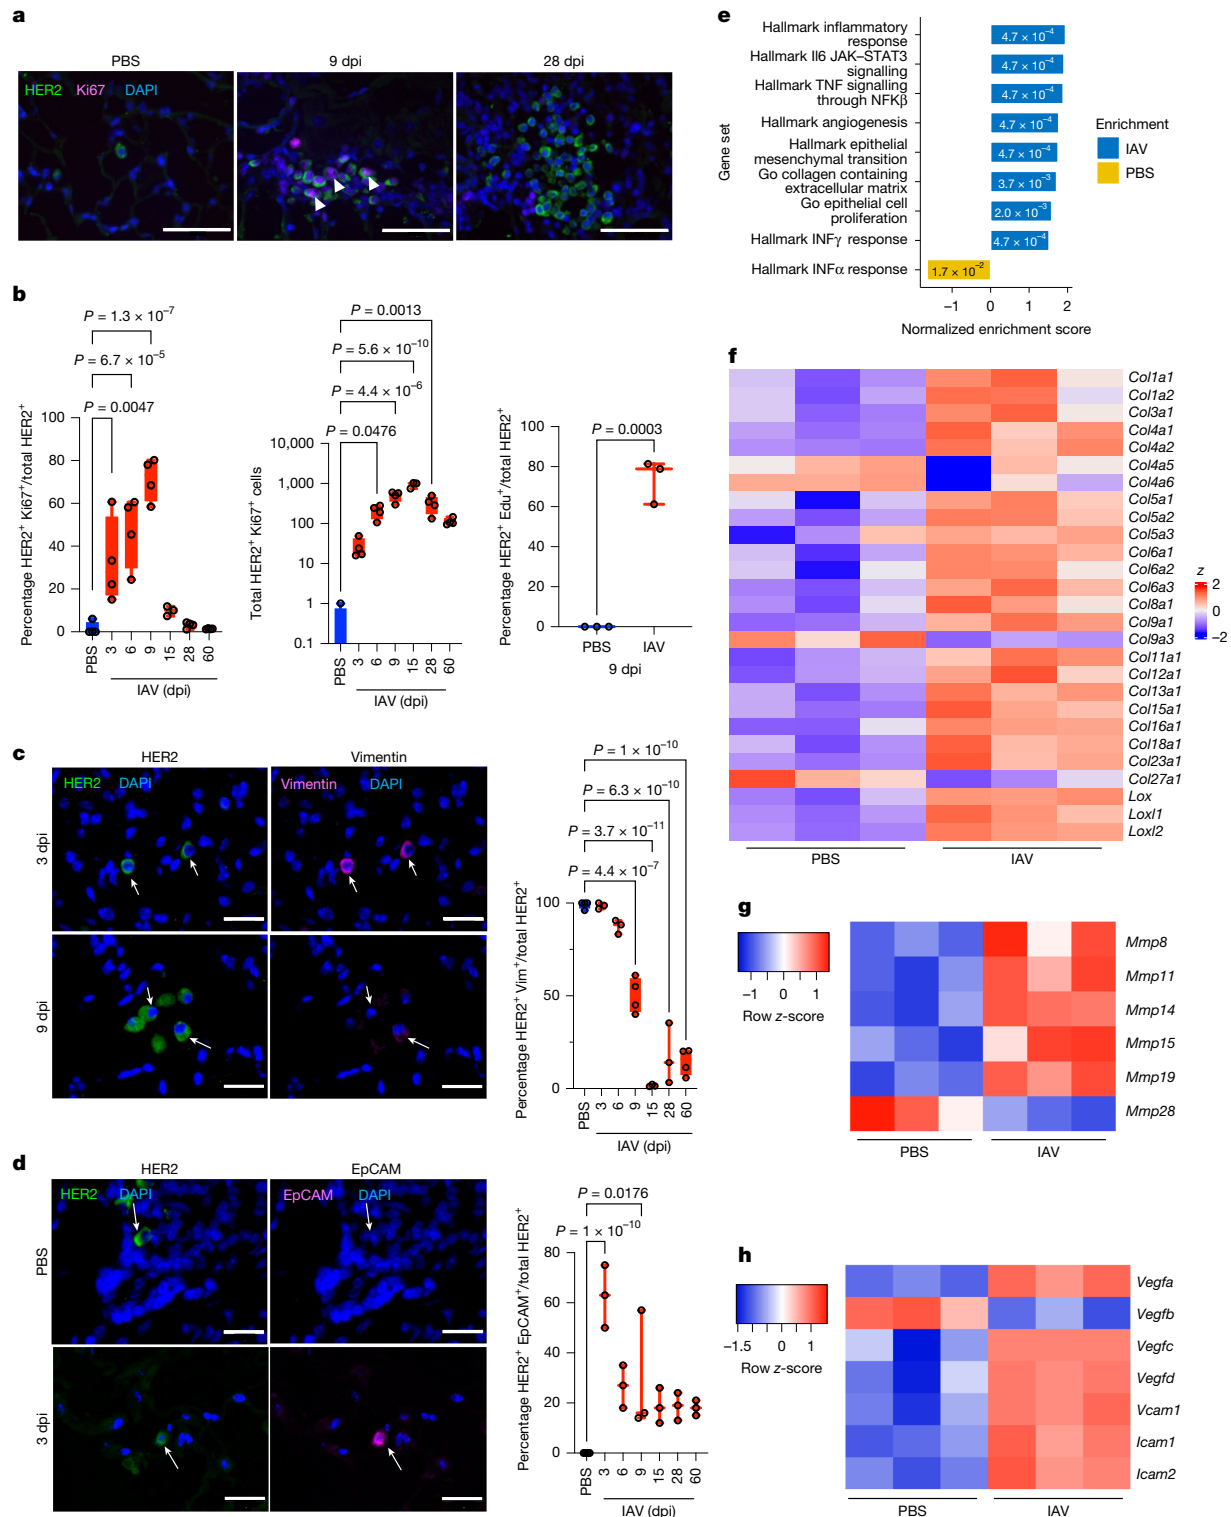 a
PBS
9 dpi
28 dpi
HER2 Ki67 DAPI
b
P = 1.3 × 10⁻⁷
P = 6.7 × 10⁻⁵
P = 0.0047
Percentage HER2⁺ Ki67⁺/total HER2⁺
100
80
60
40
20
0
PBS
3
6
9
15
28
60
IAV (dpi)
P = 0.0013
P = 5.6 × 10⁻¹⁰
P = 4.4 × 10⁻⁶
P = 0.0476
Total HER2⁺ Ki67⁺ cells
10,000
1,000
100
10
1
0.1
PBS
3
6
9
15
28
60
IAV (dpi)
P = 0.0003
Percentage HER2⁺ Edu⁺/total HER2⁺
100
80
60
40
20
0
PBS
IAV
9 dpi
c
HER2
Vimentin
HER2 DAPI
Vimentin DAPI
3 dpi
9 dpi
P = 1 × 10⁻¹⁰
P = 6.3 × 10⁻¹⁰
P = 3.7 × 10⁻¹¹
P = 4.4 × 10⁻⁷
Percentage HER2⁺ Vim⁺/total HER2⁺
100
50
0
PBS
3
6
9
15
28
60
IAV (dpi)
d
HER2
EpCAM
HER2 DAPI
EpCAM DAPI
PBS
3 dpi
P = 0.0176
P = 1 × 10⁻¹⁰
Percentage HER2⁺ EpCAM⁺/total HER2⁺
80
60
40
20
0
PBS
3
6
9
15
28
60
IAV (dpi)
e
Gene set
Hallmark inflammatory
response
4.7 × 10⁻⁴
Hallmark Il6 JAK–STAT3
signalling
4.7 × 10⁻⁴
Hallmark TNF signalling
through NFKβ
4.7 × 10⁻⁴
Hallmark angiogenesis
4.7 × 10⁻⁴
Hallmark epithelial
mesenchymal transition
4.7 × 10⁻⁴
Go collagen containing
extracellular matrix
3.7 × 10⁻³
Go epithelial cell
proliferation
2.0 × 10⁻³
Hallmark INFγ response
4.7 × 10⁻⁴
Hallmark INFα response
1.7 × 10⁻²
−1
0
1
2
Normalized enrichment score
Enrichment
IAV
PBS
f
Col1a1
Col1a2
Col3a1
Col4a1
Col4a2
Col4a5
Col4a6
Col5a1
Col5a2
Col5a3
Col6a1
Col6a2
Col6a3
Col8a1
Col9a1
Col9a3
Col11a1
Col12a1
Col13a1
Col15a1
Col16a1
Col18a1
Col23a1
Col27a1
Lox
Loxl1
Loxl2
PBS
IAV
z
2
0
−2
g
−1
0
1
Row z-score
Mmp8
Mmp11
Mmp14
Mmp15
Mmp19
Mmp28
PBS
IAV
h
−1.5
0
1
Row z-score
Vegfa
Vegfb
Vegfc
Vegfd
Vcam1
Icam1
Icam2
PBS
IAV